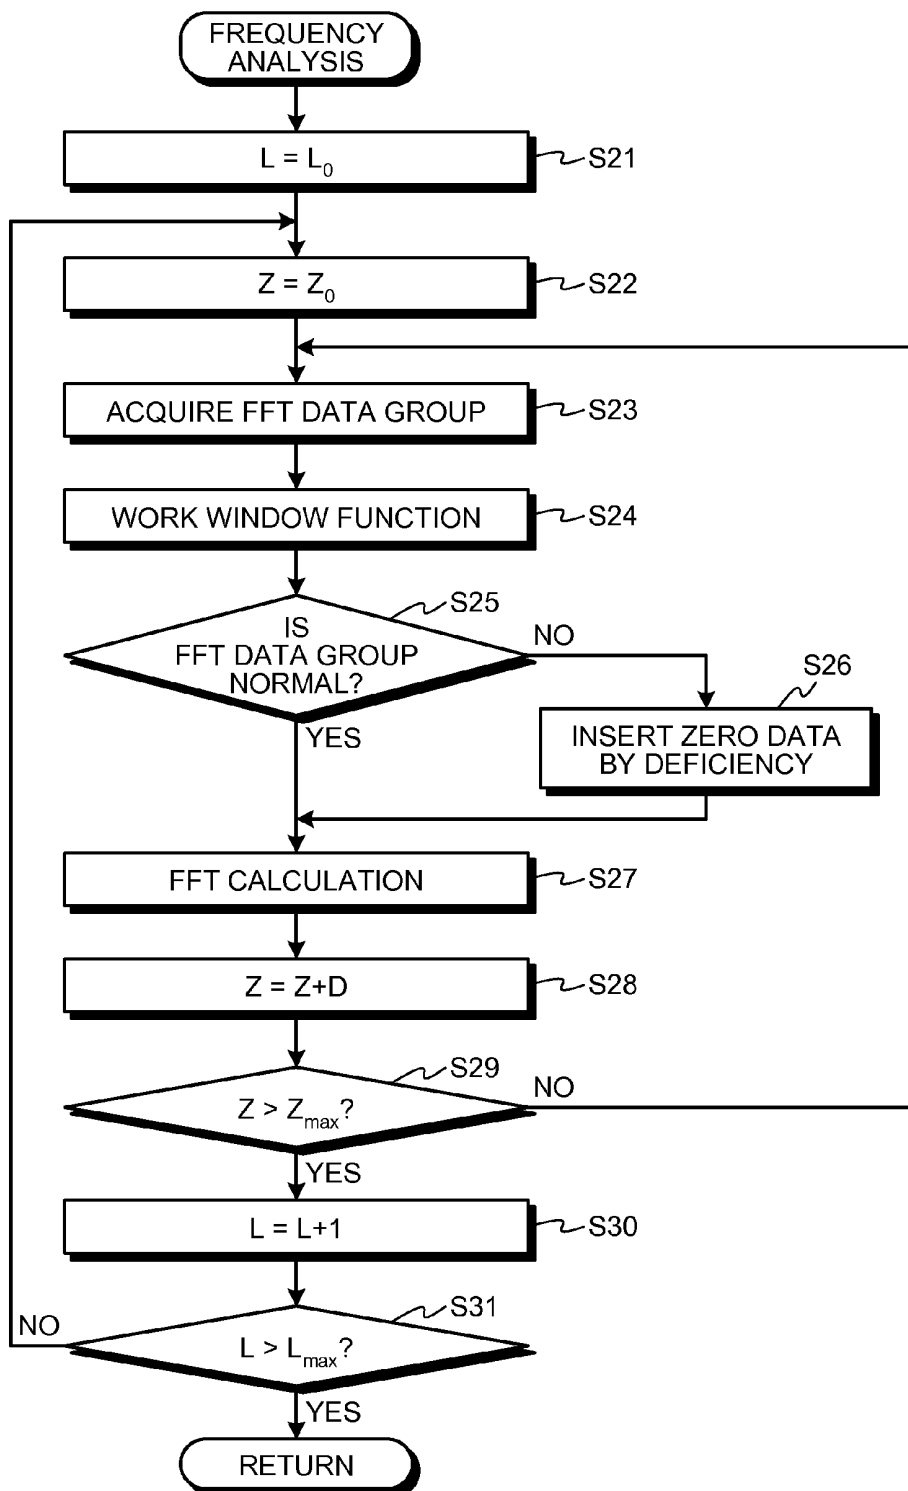 FREQUENCY
ANALYSIS
L = L₀
S21
Z = Z₀
S22
ACQUIRE FFT DATA GROUP
S23
WORK WINDOW FUNCTION
S24
S25
IS
FFT DATA GROUP
NORMAL?
NO
YES
S26
INSERT ZERO DATA
BY DEFICIENCY
FFT CALCULATION
S27
Z = Z+D
S28
S29
Z > Zmax?
NO
YES
L = L+1
S30
S31
L > Lmax?
NO
YES
RETURN